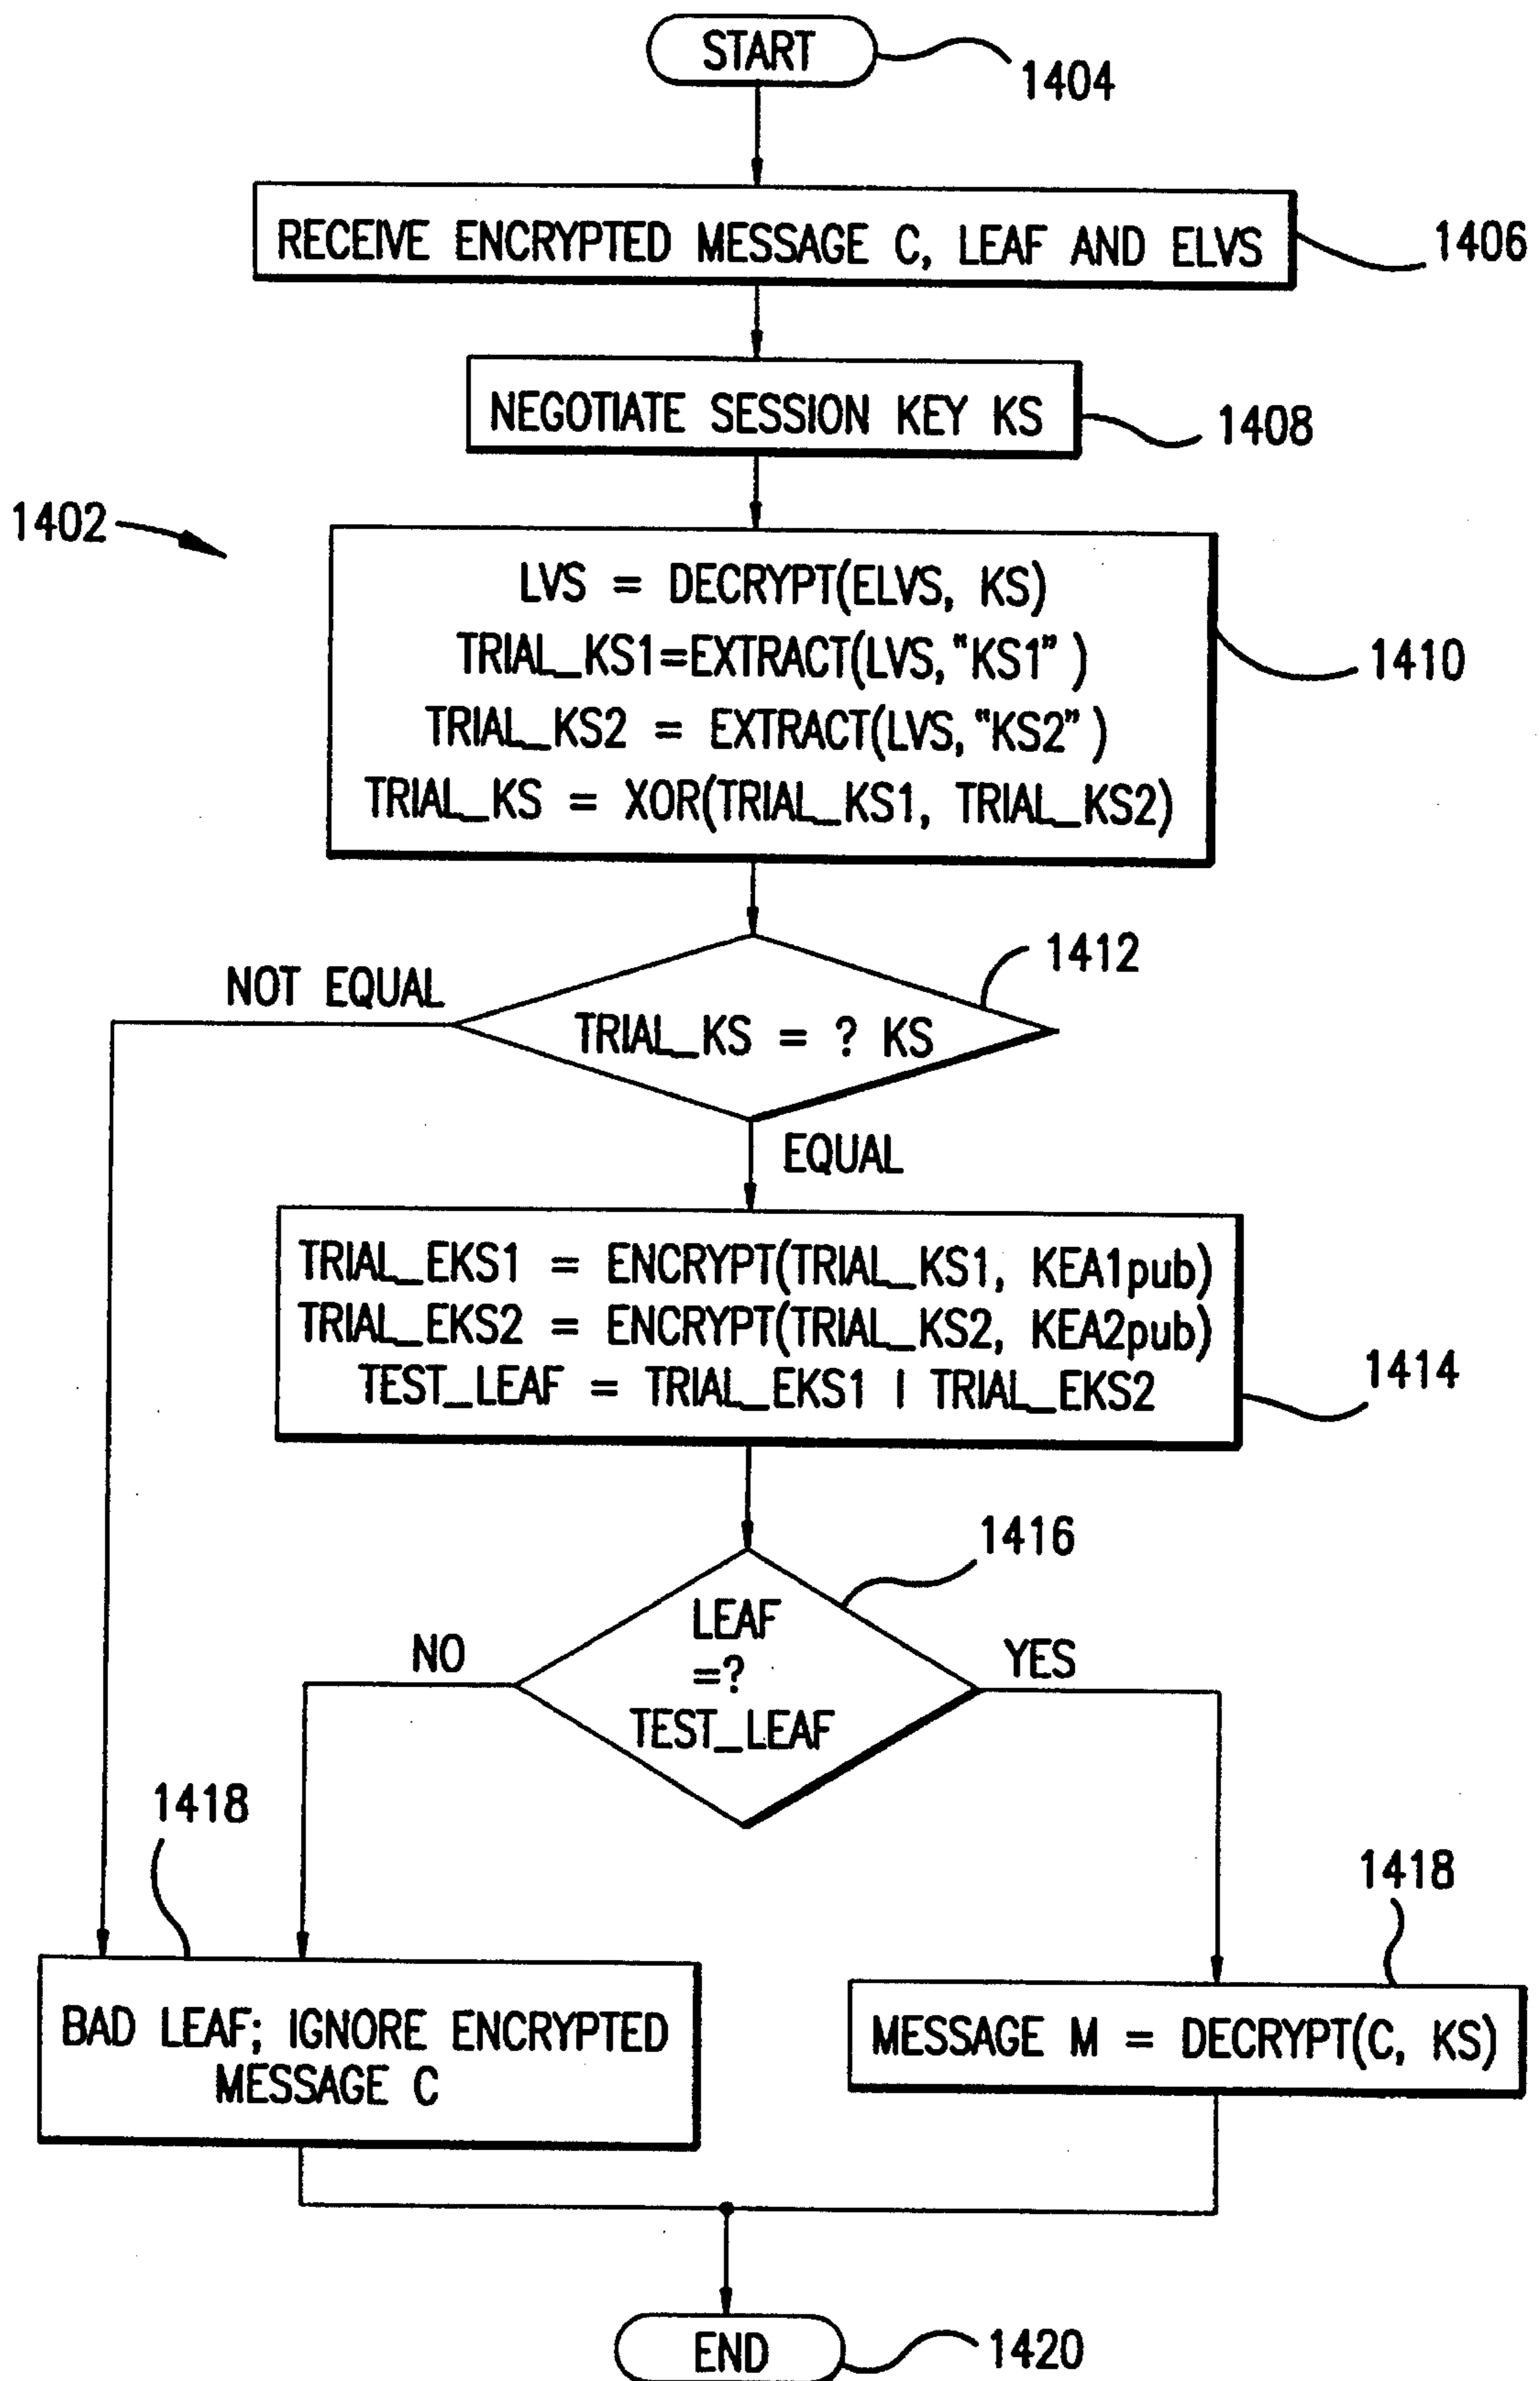 START
1404
RECEIVE ENCRYPTED MESSAGE C, LEAF AND ELVS
1406
NEGOTIATE SESSION KEY KS
1408
1402
LVS = DECRYPT(ELVS, KS)
TRIAL_KS1=EXTRACT(LVS,"KS1")
TRIAL_KS2 = EXTRACT(LVS,"KS2")
TRIAL_KS = XOR(TRIAL_KS1, TRIAL_KS2)
1410
1412
NOT EQUAL
TRIAL_KS = ? KS
EQUAL
TRIAL_EKS1 = ENCRYPT(TRIAL_KS1, KEA1pub)
TRIAL_EKS2 = ENCRYPT(TRIAL_KS2, KEA2pub)
TEST_LEAF = TRIAL_EKS1 | TRIAL_EKS2
1414
1416
LEAF
=?
TEST_LEAF
NO
YES
1418
1418
BAD LEAF; IGNORE ENCRYPTED
MESSAGE C
MESSAGE M = DECRYPT(C, KS)
END
1420